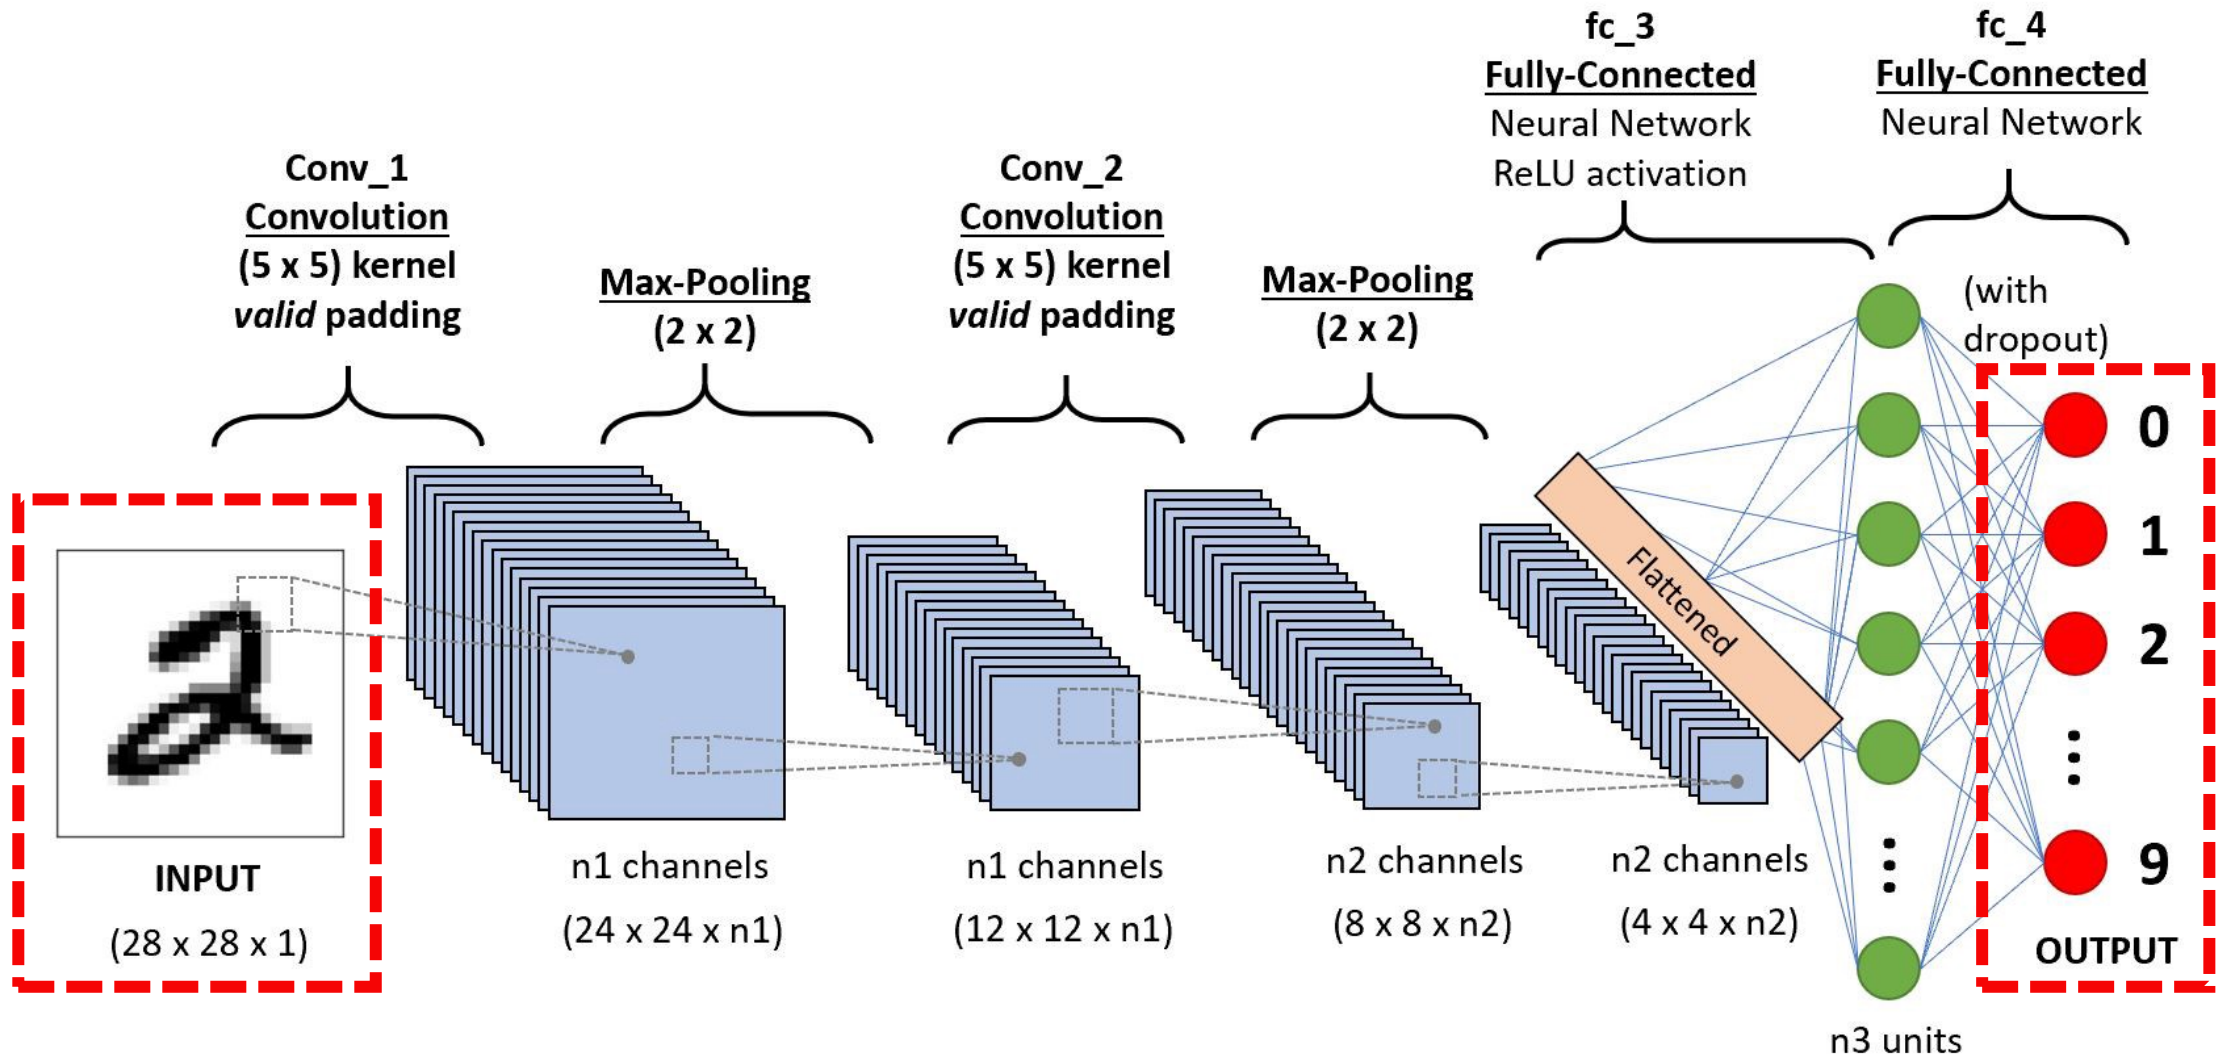 Conv_1
Convolution
(5 x 5) kernel
valid padding
Max-Pooling
(2 x 2)
Conv_2
Convolution
(5 x 5) kernel
valid padding
Max-Pooling
(2 x 2)
fc_3
Fully-Connected
Neural Network
ReLU activation
fc_4
Fully-Connected
Neural Network
(with
dropout)
INPUT
(28 x 28 x 1)
n1 channels
(24 x 24 x n1)
n1 channels
(12 x 12 x n1)
n2 channels
(8 x 8 x n2)
n2 channels
(4 x 4 x n2)
Flattened
n3 units
0
1
2
9
OUTPUT
2